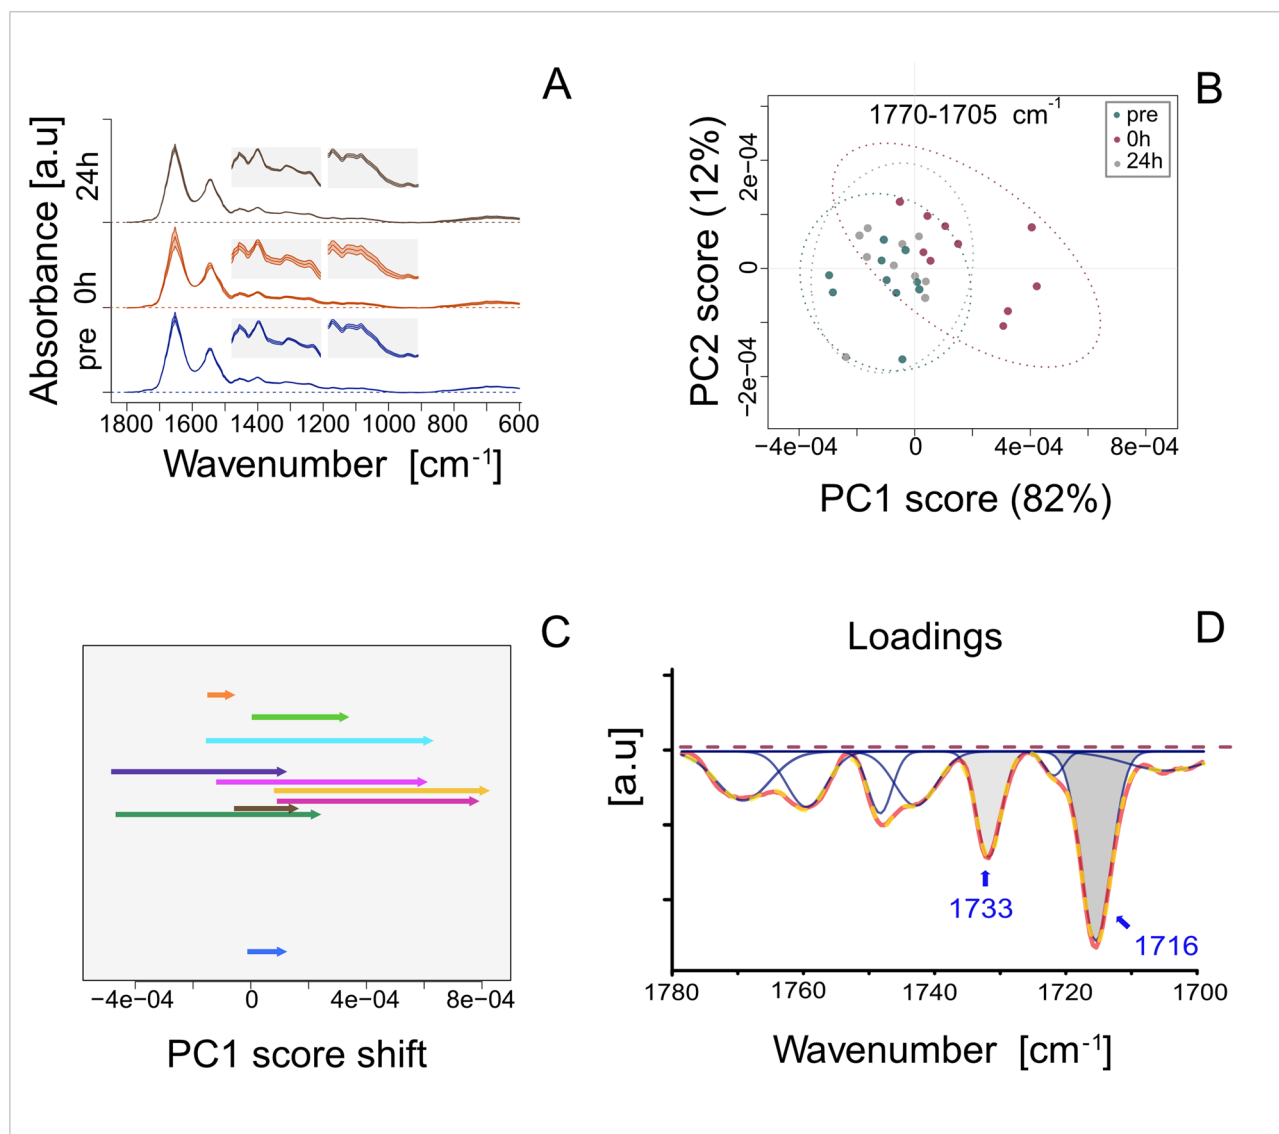 A
Absorbance [a.u]
24h
0h
pre
1800 1600 1400 1200 1000 800 600
Wavenumber [cm-1]
B
1770-1705 cm-1
pre
0h
24h
PC2 score (12%)
2e−04
0
−2e−04
−4e−04 0 4e−04 8e−04
PC1 score (82%)
C
−4e−04 0 4e−04 8e−04
PC1 score shift
D
Loadings
[a.u]
1733
1716
1780 1760 1740 1720 1700
Wavenumber [cm-1]